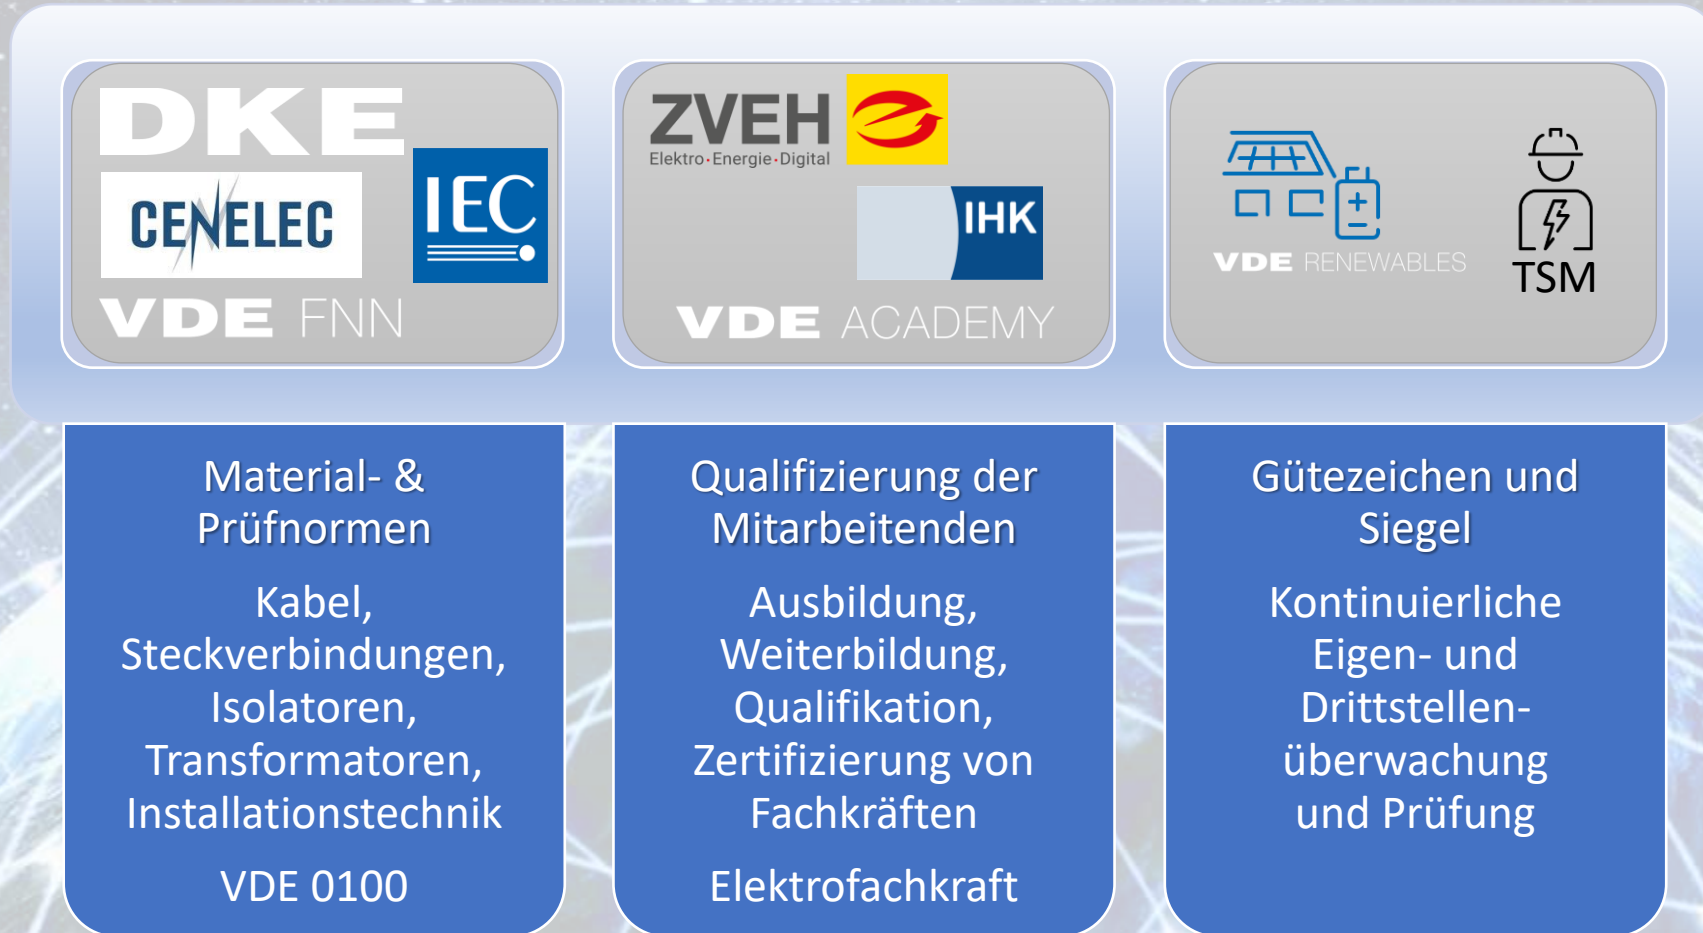 DKE
CENELEC
IEC
VDE FNN
ZVEH
Elektro·Energie·Digital
IHK
VDE ACADEMY
VDE RENEWABLES
TSM
Material- &
Prüfnormen
Kabel,
Steckverbindungen,
Isolatoren,
Transformatoren,
Installationstechnik
VDE 0100
Qualifizierung der
Mitarbeitenden
Ausbildung,
Weiterbildung,
Qualifikation,
Zertifizierung von
Fachkräften
Elektrofachkraft
Gütezeichen und
Siegel
Kontinuierliche
Eigen- und
Drittstellen-
überwachung
und Prüfung